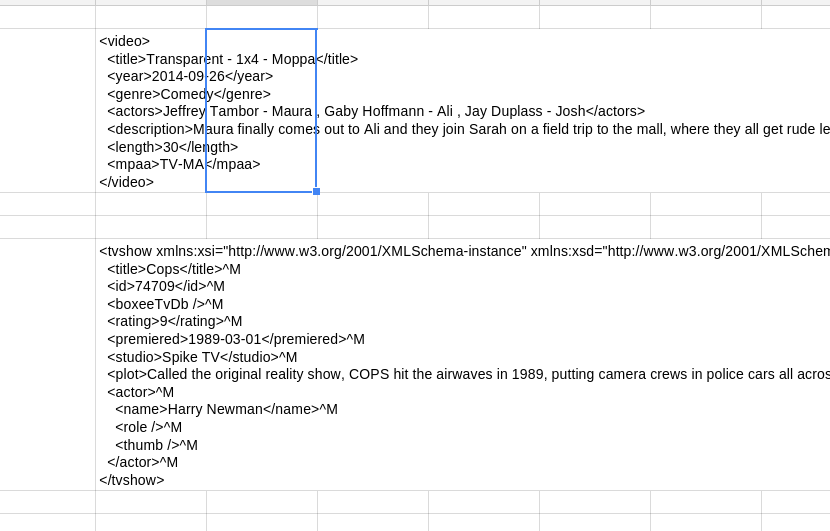 <video>
<title>Transparent - 1x4 - Moppa</title>
<year>2014-09-26</year>
<genre>Comedy</genre>
<actors>Jeffrey Tambor - Maura , Gaby Hoffmann - Ali , Jay Duplass - Josh</actors>
<description>Maura finally comes out to Ali and they join Sarah on a field trip to the mall, where they all get rude le
<length>30</length>
<mpaa>TV-MA</mpaa>
</video>
<tvshow xmlns:xsi="http://www.w3.org/2001/XMLSchema-instance" xmlns:xsd="http://www.w3.org/2001/XMLSchem
<title>Cops</title>^M
<id>74709</id>^M
<boxeeTvDb />^M
<rating>9</rating>^M
<premiered>1989-03-01</premiered>^M
<studio>Spike TV</studio>^M
<plot>Called the original reality show, COPS hit the airwaves in 1989, putting camera crews in police cars all acros
<actor>^M
<name>Harry Newman</name>^M
<role />^M
<thumb />^M
</actor>^M
</tvshow>